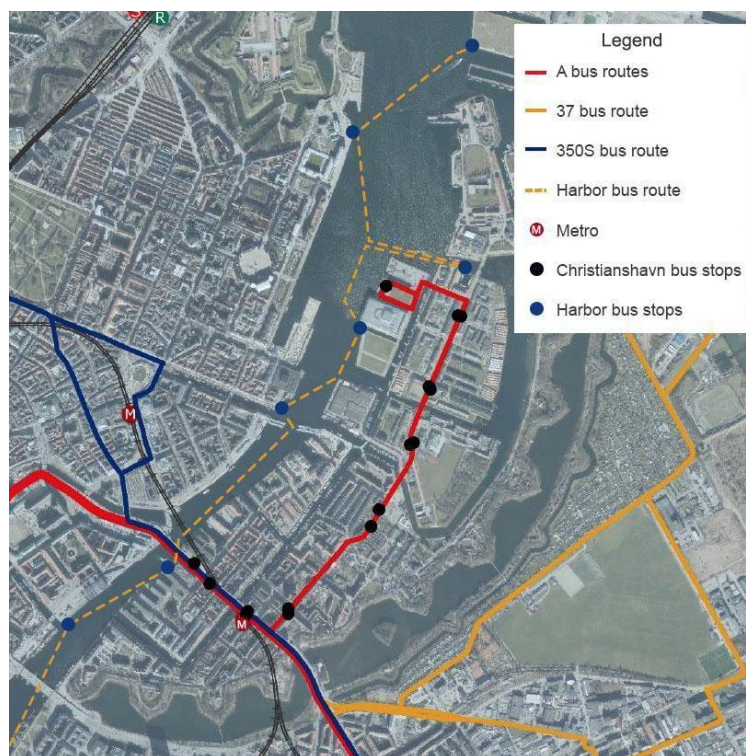 S R
Legend
A bus routes
37 bus route
350S bus route
Harbor bus route
M Metro
Christianshavn bus stops
Harbor bus stops
M
M